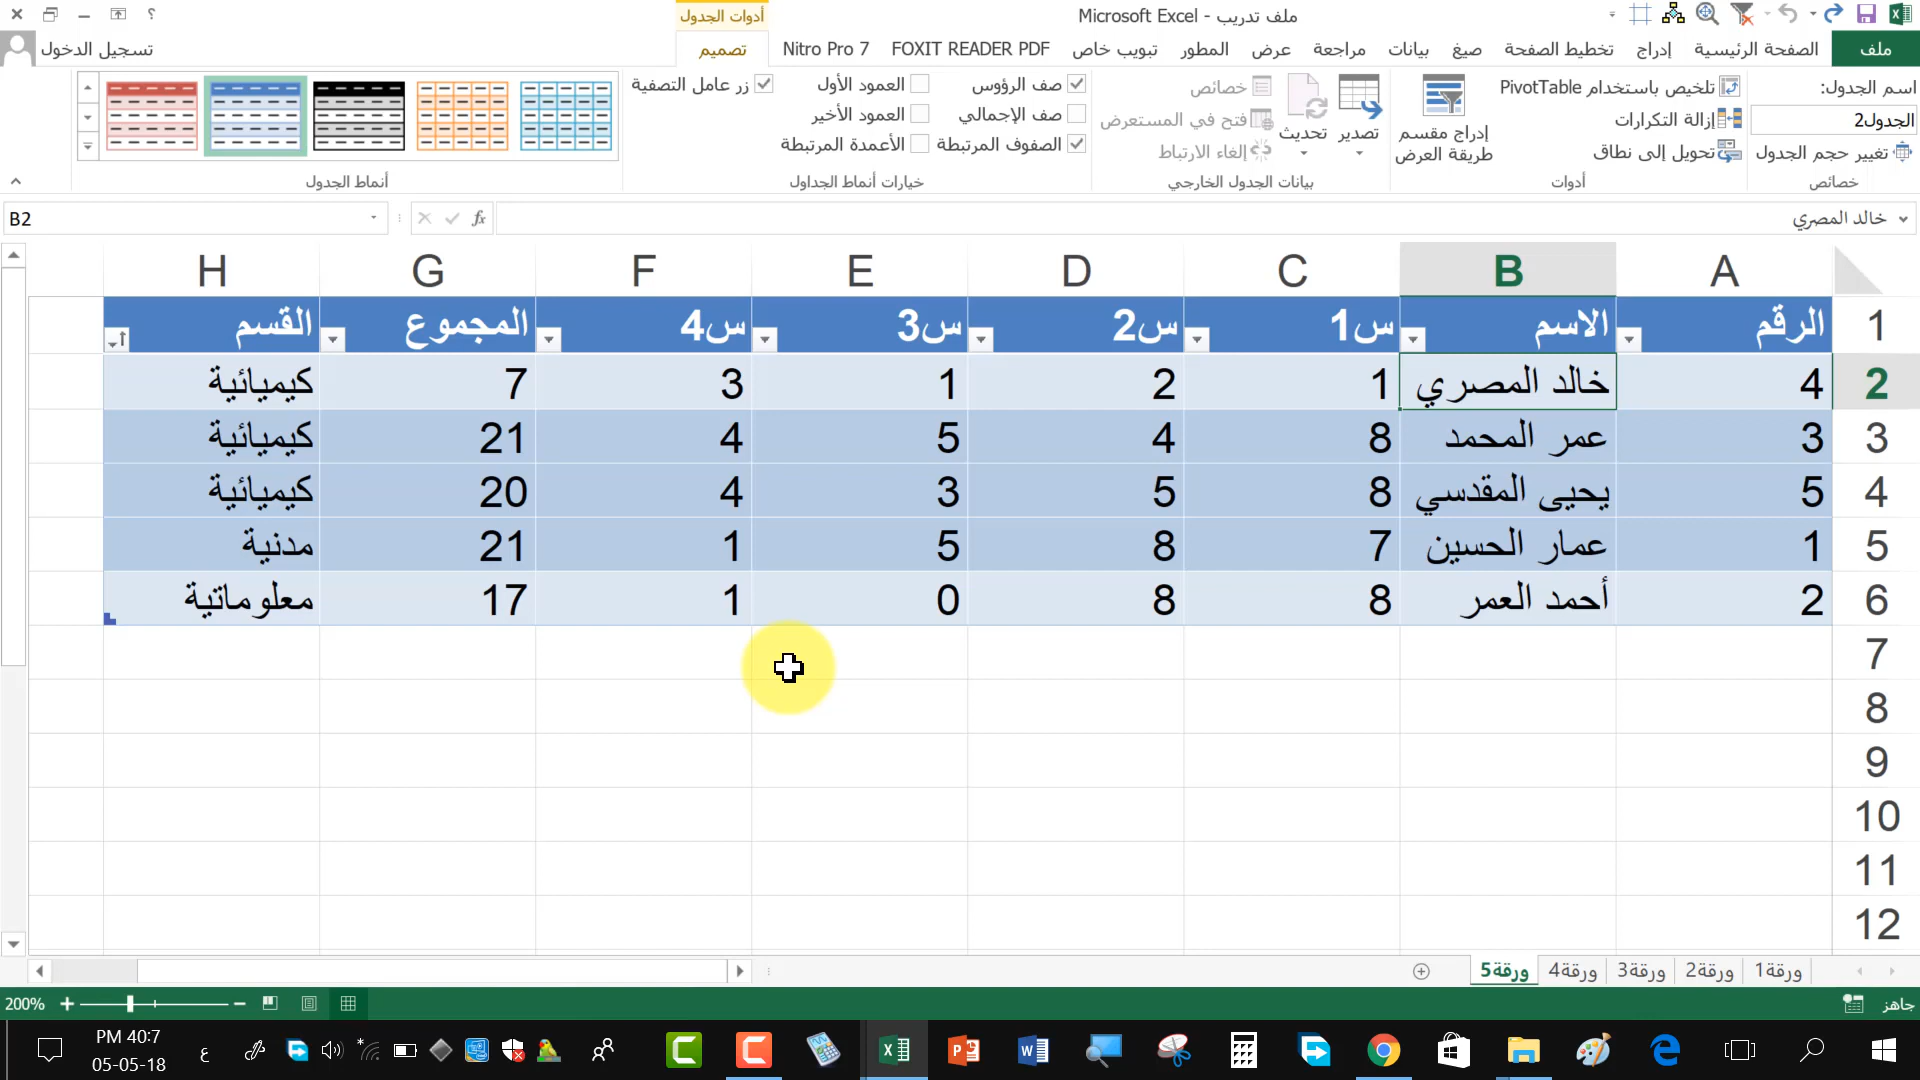 ملف تدريب - Microsoft Excel
أدوات الجدول
?
ملف
الصفحة الرئيسية
إدراج
تخطيط الصفحة
صيغ
بيانات
مراجعة
عرض
المطور
تبويب خاص
FOXIT READER PDF
Nitro Pro 7
تصميم
تسجيل الدخول
اسم الجدول:
الجدول2
تغيير حجم الجدول
خصائص
تلخيص باستخدام PivotTable
إزالة التكرارات
تحويل إلى نطاق
إدراج مقسم
طريقة العرض
أدوات
تصدير
تحديث
خصائص
فتح في المستعرض
إلغاء الارتباط
بيانات الجدول الخارجي
صف الرؤوس
صف الإجمالي
الصفوف المرتبطة
العمود الأول
العمود الأخير
الأعمدة المرتبطة
زر عامل التصفية
خيارات أنماط الجداول
أنماط الجدول
B2
fx
خالد المصري
A B C D E F G H
1 الرقم الاسم س1 س2 س3 س4 المجموع القسم
2 4 خالد المصري 1 2 1 3 7 كيميائية
3 3 عمر المحمد 8 4 5 4 21 كيميائية
4 5 يحيى المقدسي 8 5 3 4 20 كيميائية
5 1 عمار الحسين 7 8 5 1 21 مدنية
6 2 أحمد العمر 8 8 0 1 17 معلوماتية
7
8
9
10
11
12
ورقة1 ورقة2 ورقة3 ورقة4 ورقة5
جاهز
200%
PM 40:7
05-05-18
ع